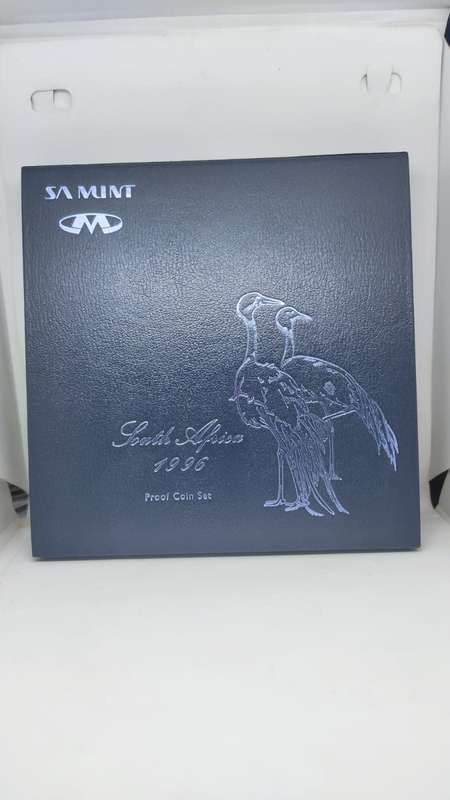 SA MINT
South Africa
1996
Proof Coin Set